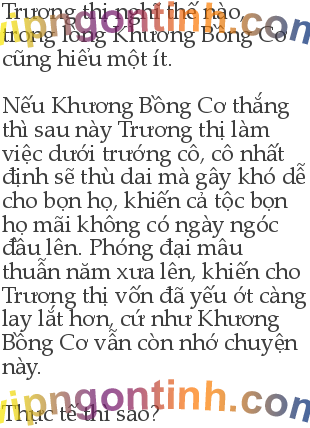 Trương thị nghĩ thế nào,
trong lòng Khương Bồng Cơ
cũng hiểu một ít.
Nếu Khương Bồng Cơ thắng
thì sau này Trương thị làm
việc dưới trướng cô, cô nhất
định sẽ thù dai mà gây khó dễ
cho bọn họ, khiến cả tộc bọn
họ mãi không có ngày ngóc
đầu lên. Phóng đại mâu
thuẫn năm xưa lên, khiến cho
Trương thị vốn đã yếu ớt càng
lay lắt hơn, cứ như Khương
Bồng Cơ vẫn còn nhớ chuyện
này.
Thực tế thì sao?
vipngontinh.com
vipngontinh.com